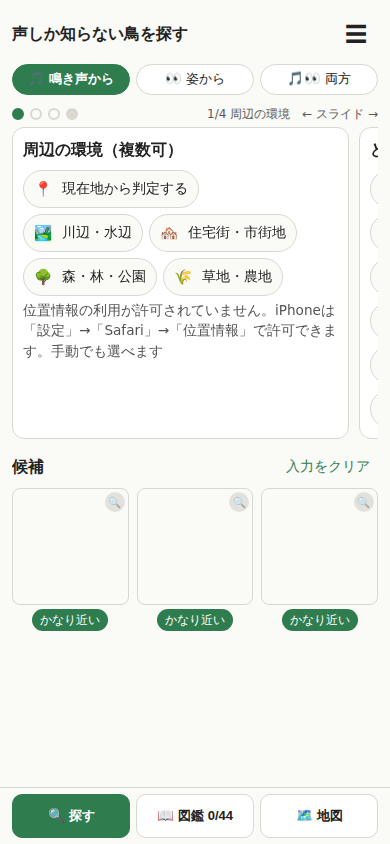 声しか知らない鳥を探す
🎵 鳴き声から 👀 姿から 🎵👀 両方
1/4 周辺の環境 ← スライド →
周辺の環境（複数可）
📍 現在地から判定する
🏞️ 川辺・水辺 🏘️ 住宅街・市街地
🌳 森・林・公園 🌾 草地・農地
位置情報の利用が許可されていません。iPhoneは
「設定」→「Safari」→「位置情報」で許可できま
す。手動でも選べます
候補 入力をクリア
かなり近い かなり近い かなり近い
🔍 探す 📖 図鑑 0/44 🗺️ 地図